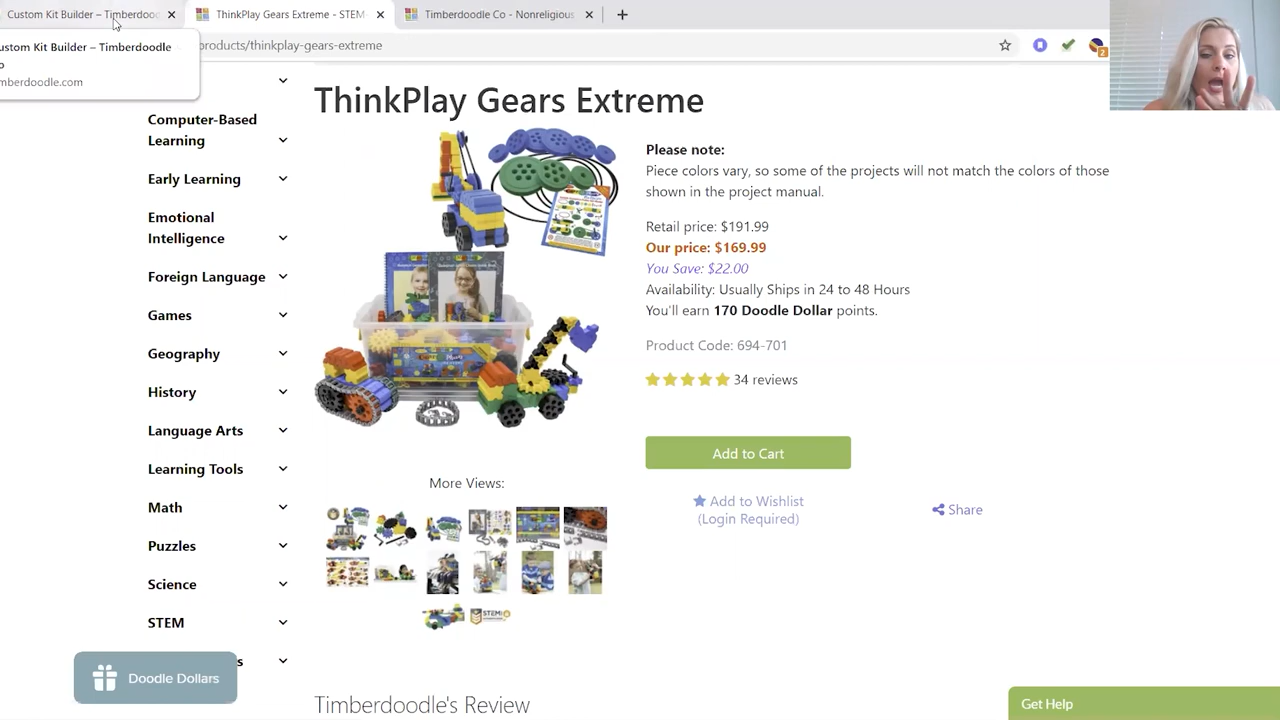 Custom Kit Builder – Timberdooc
ThinkPlay Gears Extreme - STEM
Timberdoodle Co - Nonreligious
ustom Kit Builder – Timberdoodle
o
mberdoodle.com
products/thinkplay-gears-extreme
2
Computer-Based
Learning
Early Learning
Emotional
Intelligence
Foreign Language
Games
Geography
History
Language Arts
Learning Tools
Math
Puzzles
Science
STEM
s
Doodle Dollars
ThinkPlay Gears Extreme
Please note:
Piece colors vary, so some of the projects will not match the colors of those
shown in the project manual.
Retail price: $191.99
Our price: $169.99
You Save: $22.00
Availability: Usually Ships in 24 to 48 Hours
You'll earn 170 Doodle Dollar points.
Product Code: 694-701
34 reviews
Add to Cart
Add to Wishlist
(Login Required)
Share
More Views:
STEM
Timberdoodle's Review
Get Help